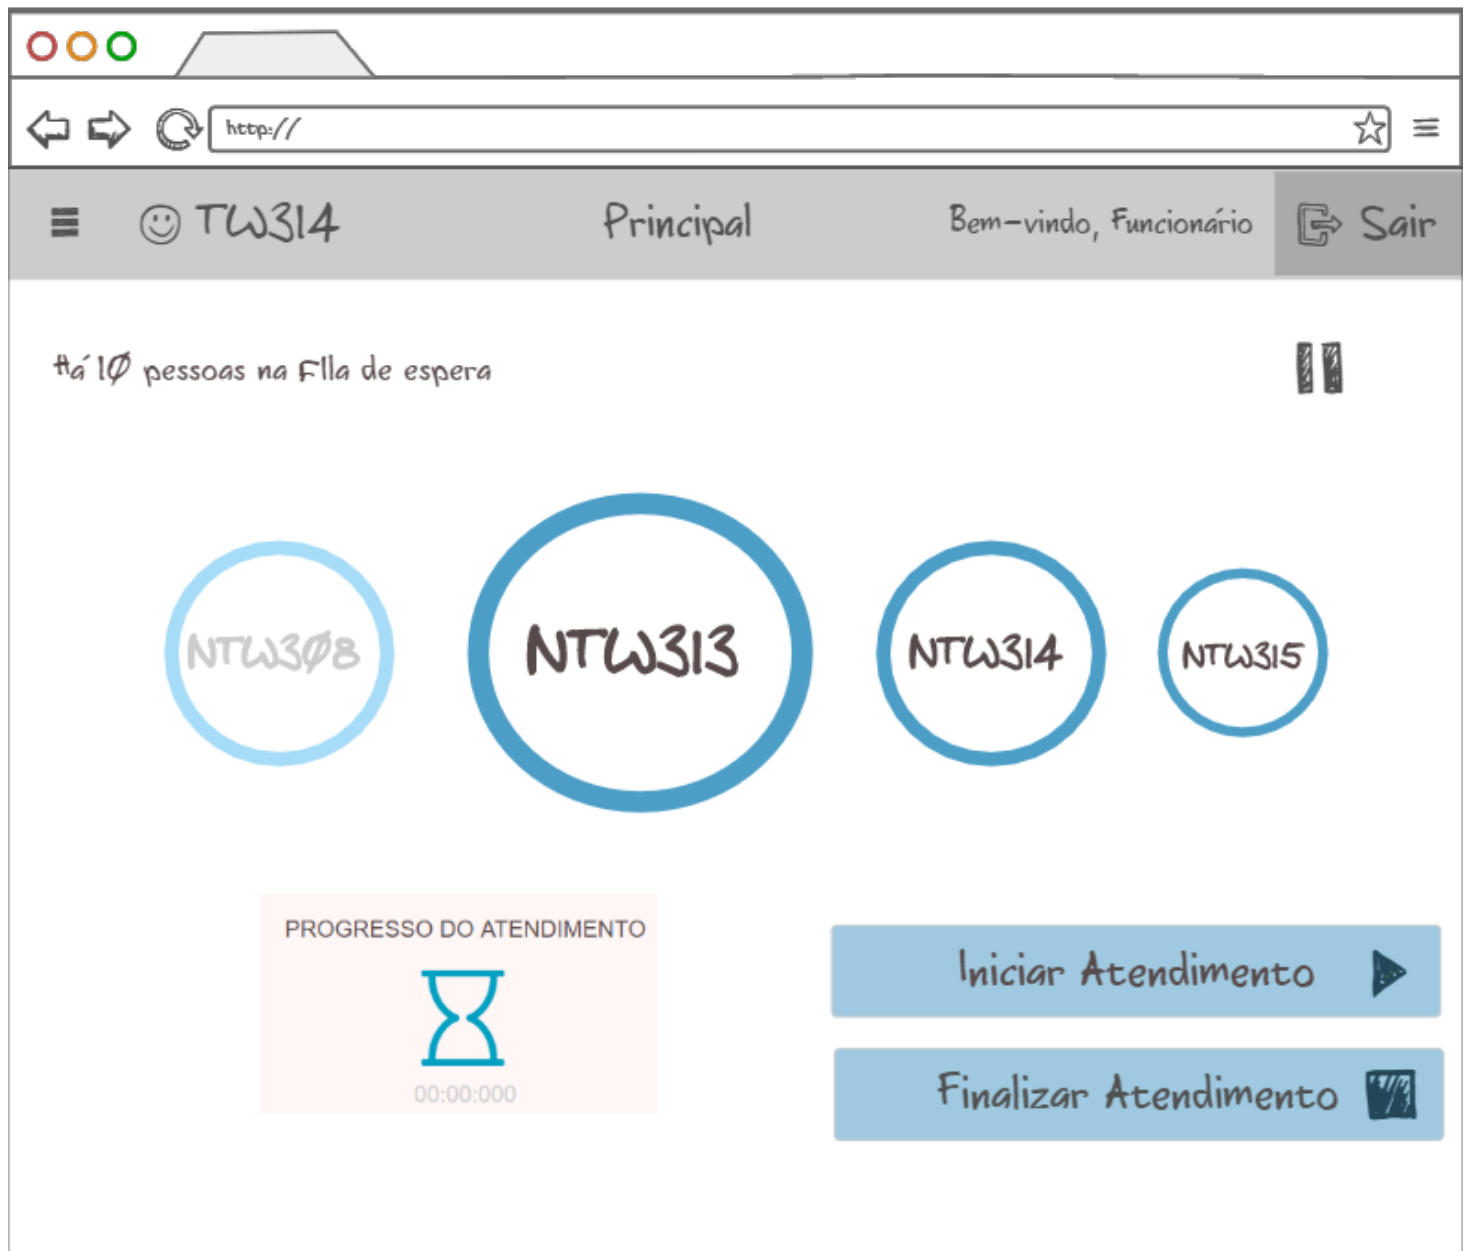 http://
TW314
Principal
Bem-vindo, Funcionário
Sair
Há 10 pessoas na FIla de espera
NTW308
NTW313
NTW314
NTW315
PROGRESSO DO ATENDIMENTO
00:00:000
Iniciar Atendimento
Finalizar Atendimento